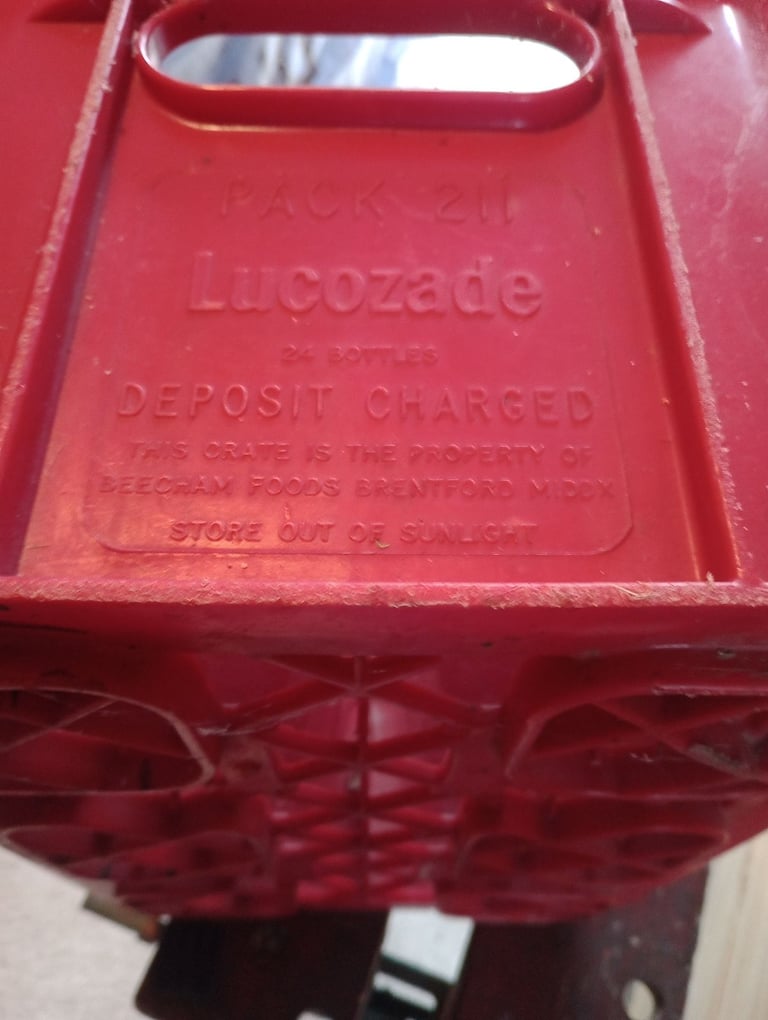 PACK 211
Lucozade
24 BOTTLES
DEPOSIT CHARGED
THIS CRATE IS THE PROPERTY OF
BEECHAM FOODS BRENTFORD MIDDX
STORE OUT OF SUNLIGHT